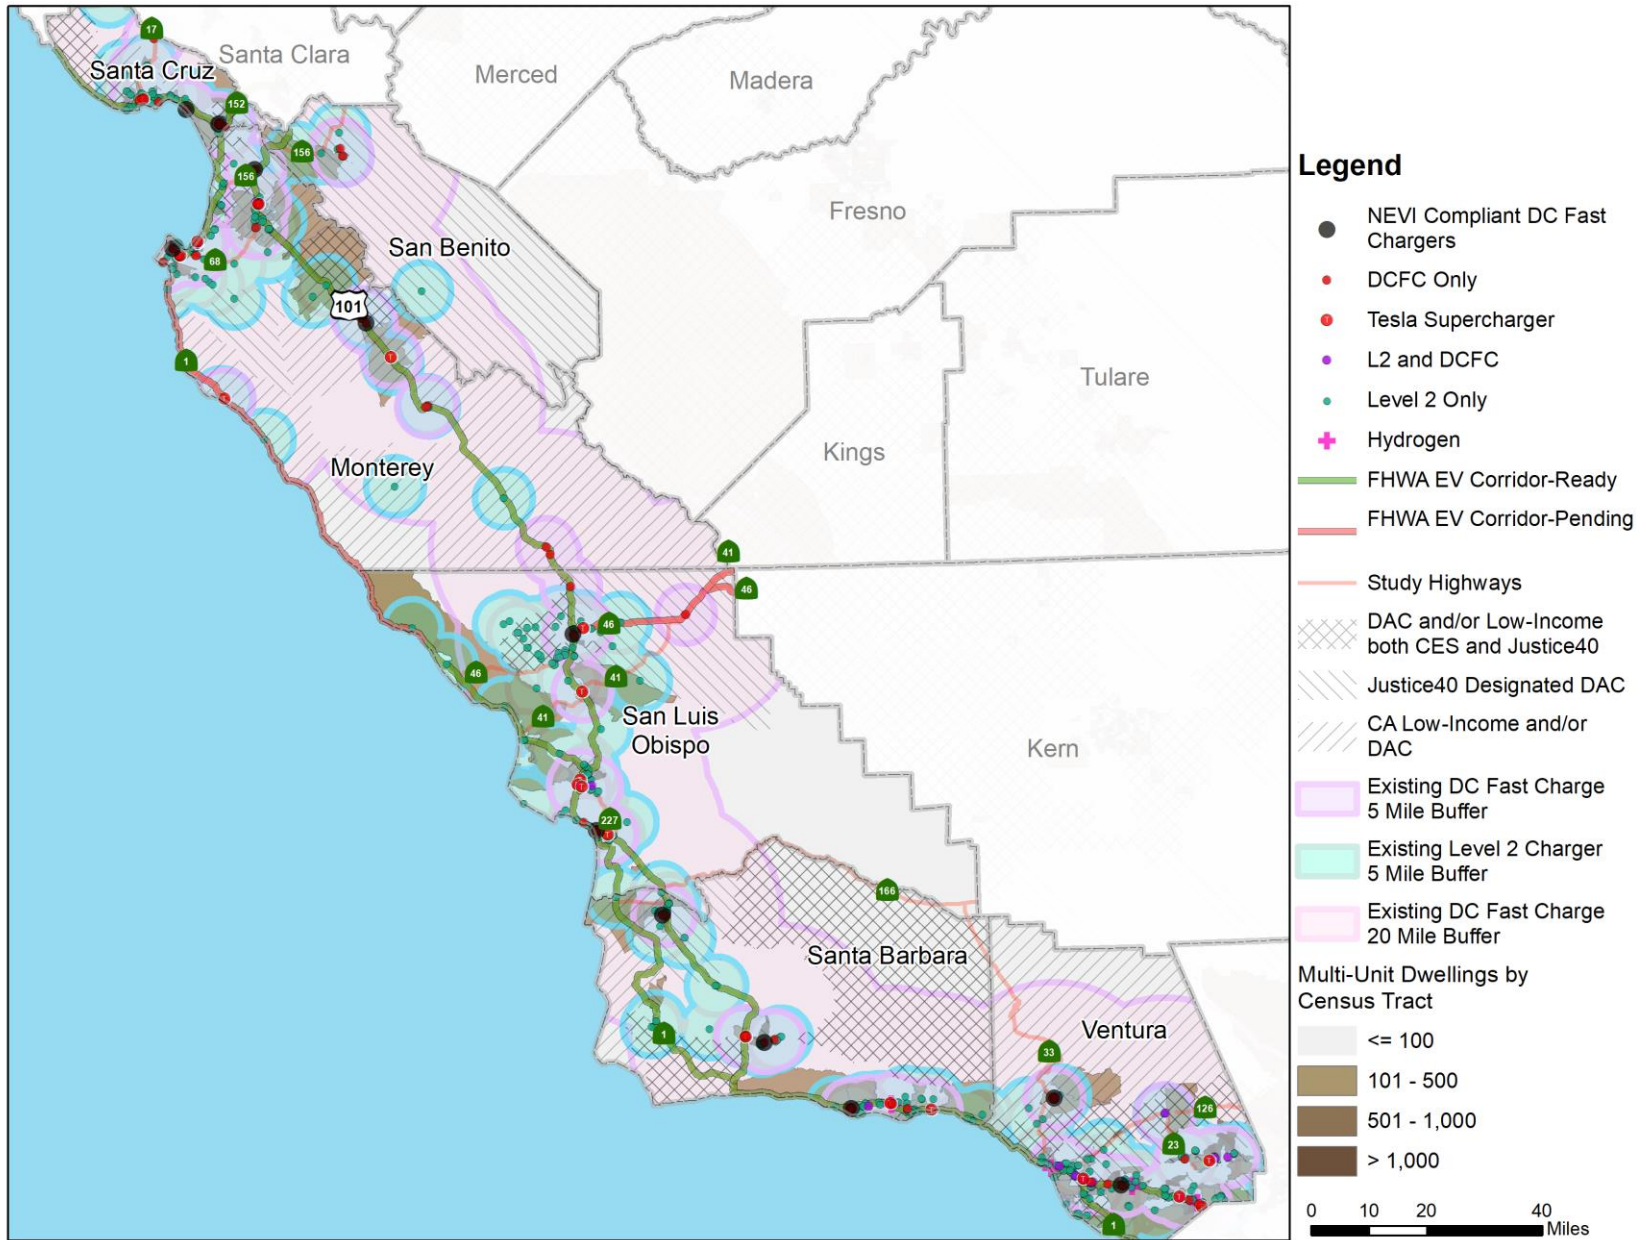 17
Santa Clara
Santa Cruz
Merced
Madera
152
156
156
Fresno
San Benito
68
101
1
Tulare
Kings
Monterey
41
46
46
41
46
41
San Luis
Obispo
Kern
227
166
Santa Barbara
1
Ventura
33
126
23
1
Legend
NEVI Compliant DC Fast
Chargers
DCFC Only
T
Tesla Supercharger
L2 and DCFC
Level 2 Only
Hydrogen
FHWA EV Corridor-Ready
FHWA EV Corridor-Pending
Study Highways
DAC and/or Low-Income
both CES and Justice40
Justice40 Designated DAC
CA Low-Income and/or
DAC
Existing DC Fast Charge
5 Mile Buffer
Existing Level 2 Charger
5 Mile Buffer
Existing DC Fast Charge
20 Mile Buffer
Multi-Unit Dwellings by
Census Tract
<= 100
101 - 500
501 - 1,000
> 1,000
0 10 20 40
Miles